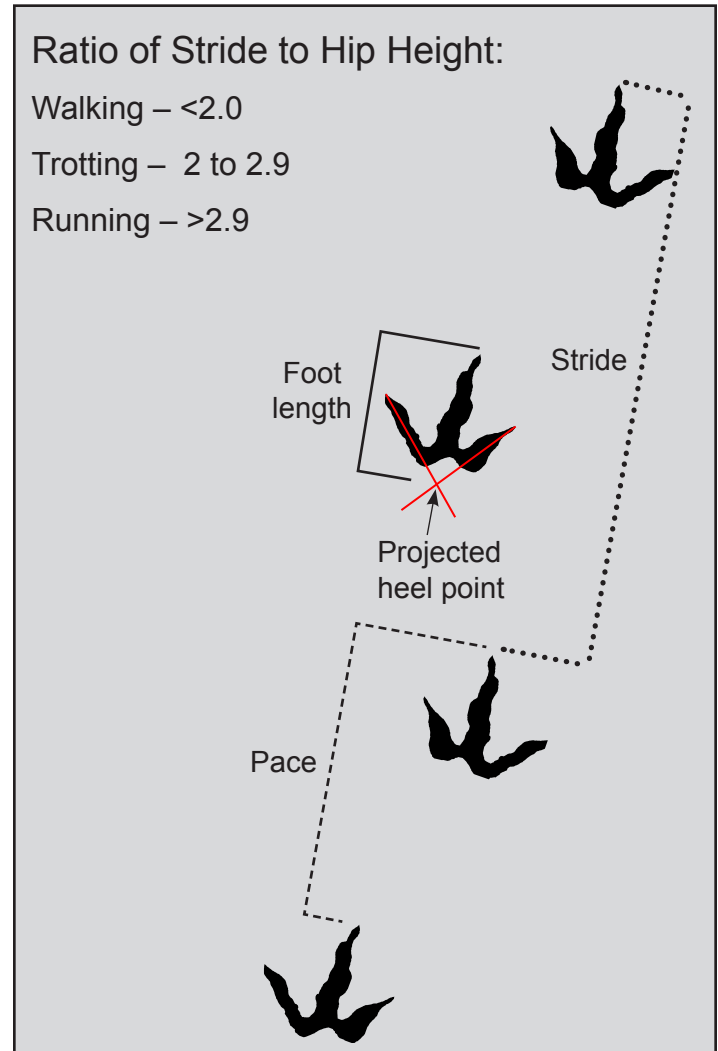 Ratio of Stride to Hip Height:
Walking – <2.0
Trotting –  2 to 2.9
Running – >2.9
Stride
Foot
length
Projected
heel point
Pace